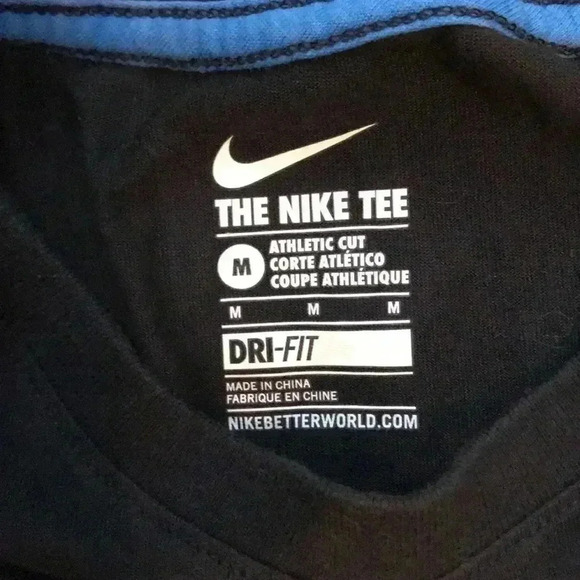 THE NIKE TEE
M
ATHLETIC CUT
CORTE ATLÉTICO
COUPE ATHLÉTIQUE
M M M
DRI-FIT
MADE IN CHINA
FABRIQUE EN CHINE
NIKEBETTERWORLD.COM